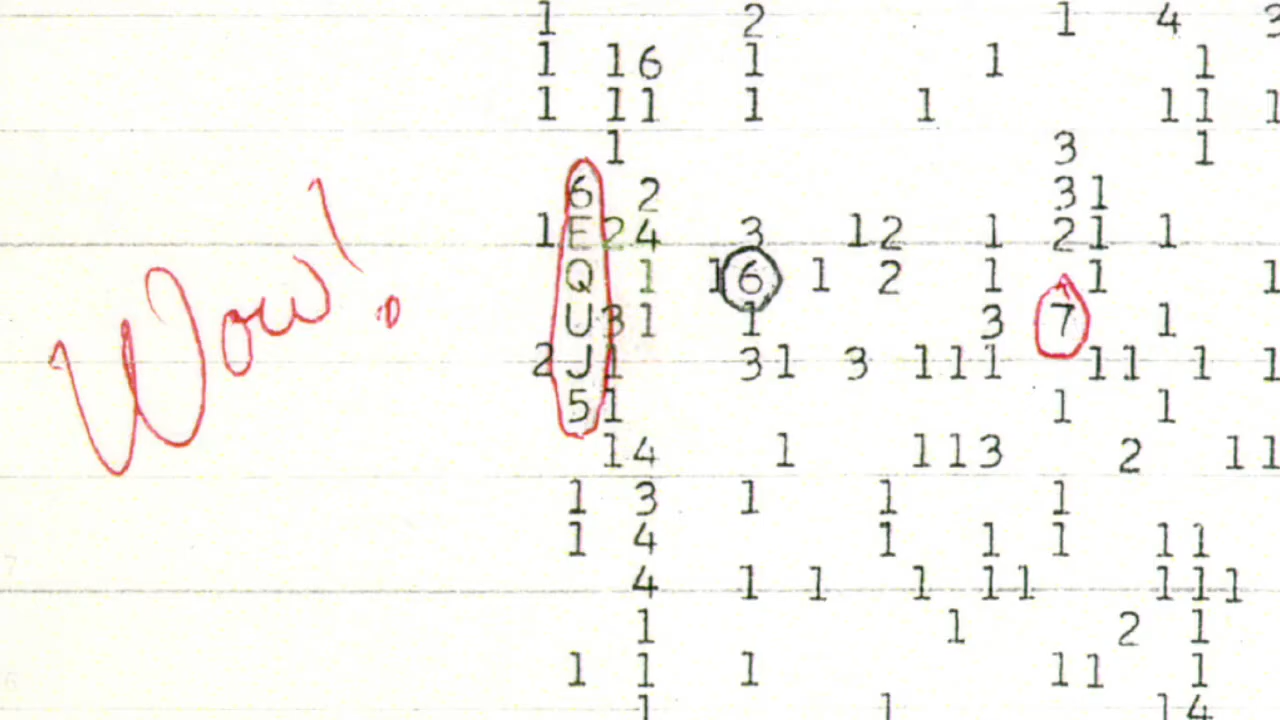 1 2 1 4 3
1 16 1 1 1
1 11 1 1 11 1
1 3 1
6 2 31
1E24 3 12 1 21 1
Q 1 16 1 2 1 1 1
U31 1 3 7 1
2J1 31 3 111 11 1 1
51 1 1
14 1 113 2 11
1 3 1 1 1
1 4 1 1 1 11
4 1 1 1 11 111
1 1 2 1
1 1 1 11 1
1 1 14
Wow!